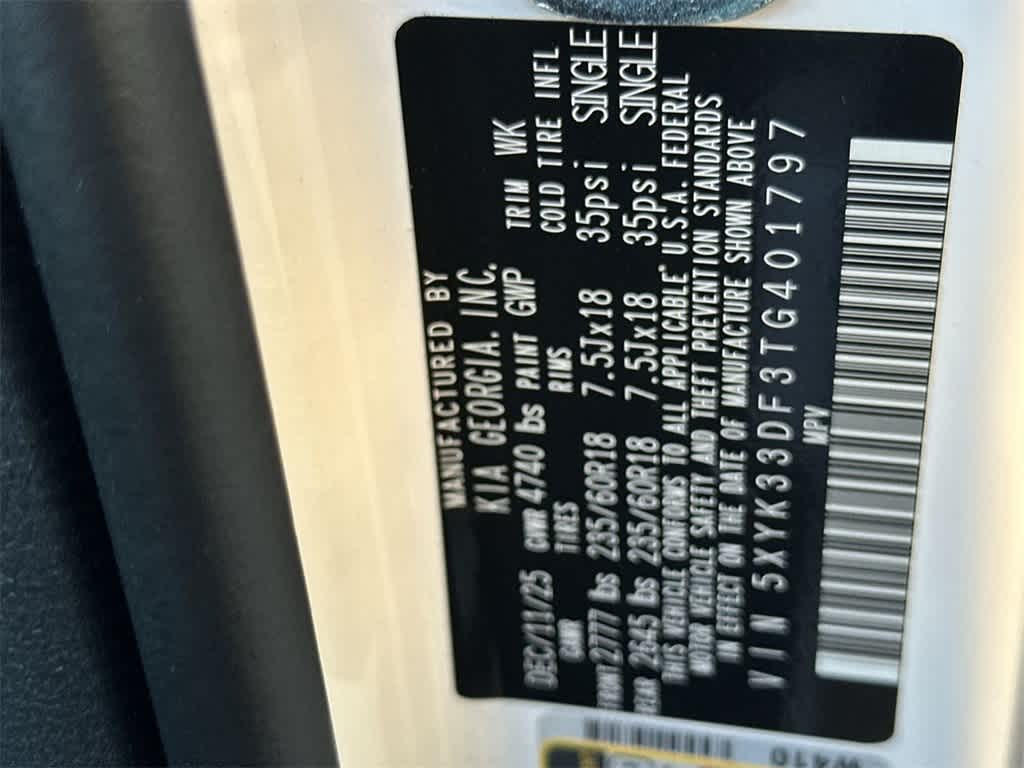 MANUFACTURED BY
KIA GEORGIA. INC.
DEC/11/25 GVWR 4740 lbs PAINT GWP TRIM WK
GAWR TIRES RIMS COLD TIRE INFL
FRONT 2777 lbs 235/60R18 7.5Jx18 35psi SINGLE
REAR 2645 lbs 235/60R18 7.5Jx18 35psi SINGLE
THIS VEHICLE CONFORMS TO ALL APPLICABLE U.S.A. FEDERAL
MOTOR VEHICLE SAFETY AND THEFT PREVENTION STANDARDS
IN EFFECT ON THE DATE OF MANUFACTURE SHOWN ABOVE
VIN 5XYK33DF3TG401797
MPV
W410